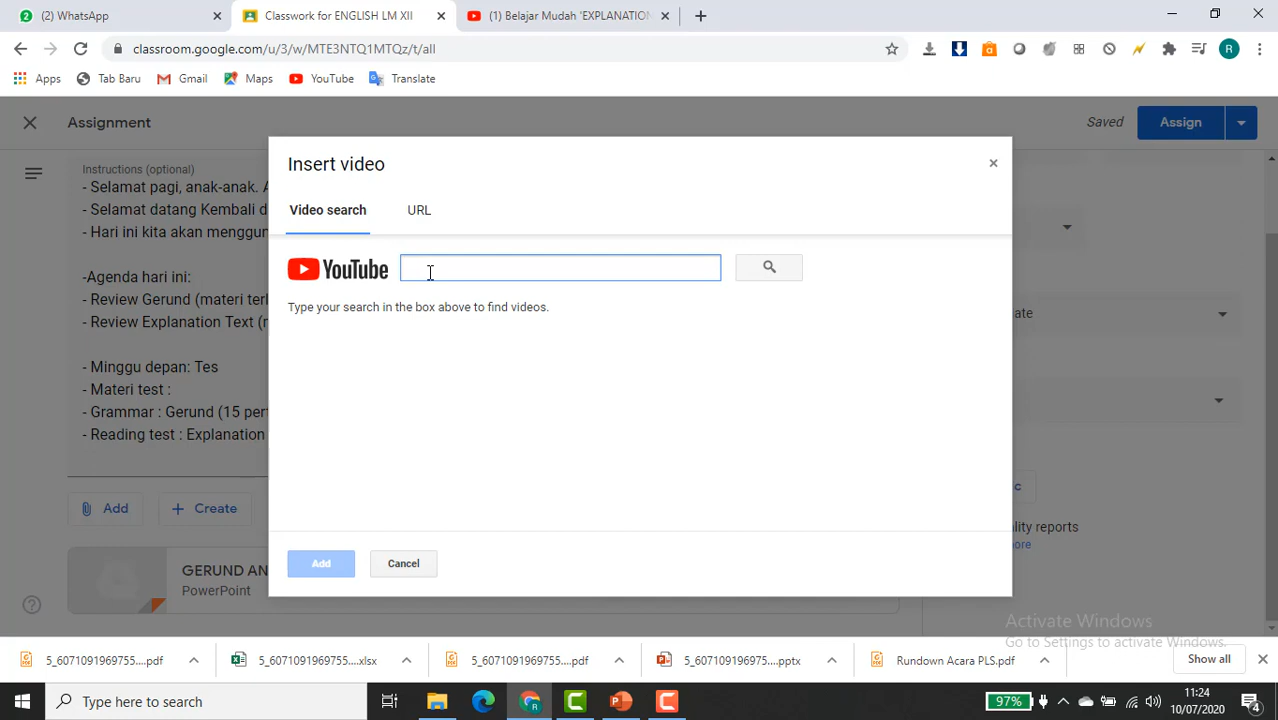 (2) WhatsApp
Classwork for ENGLISH LM XII
(1) Belajar Mudah 'EXPLANATION
classroom.google.com/u/3/w/MTE3NTQ1MTQz/t/all
R
Apps
Tab Baru
Gmail
Maps
YouTube
Translate
Assignment
Saved
Assign
Insert video
Instructions (optional)
- Selamat pagi, anak-anak. A
- Selamat datang Kembali d
- Hari ini kita akan menggun
Video search
URL
YouTube
Type your search in the box above to find videos.
-Agenda hari ini:
- Review Gerund (materi ter
- Review Explanation Text (
- Minggu depan: Tes
- Materi test :
- Grammar : Gerund (15 per
- Reading test : Explanation
ate
c
Add
Create
ality reports
ore
Add
Cancel
GERUND AN
PowerPoint
Activate Windows
Go to Settings to activate Windows.
5_6071091969755....pdf
5_6071091969755....xlsx
5_6071091969755....pdf
5_607109196975....pptx
Rundown Acara PLS.pdf
Show all
Type here to search
97%
11:24
10/07/2020
4